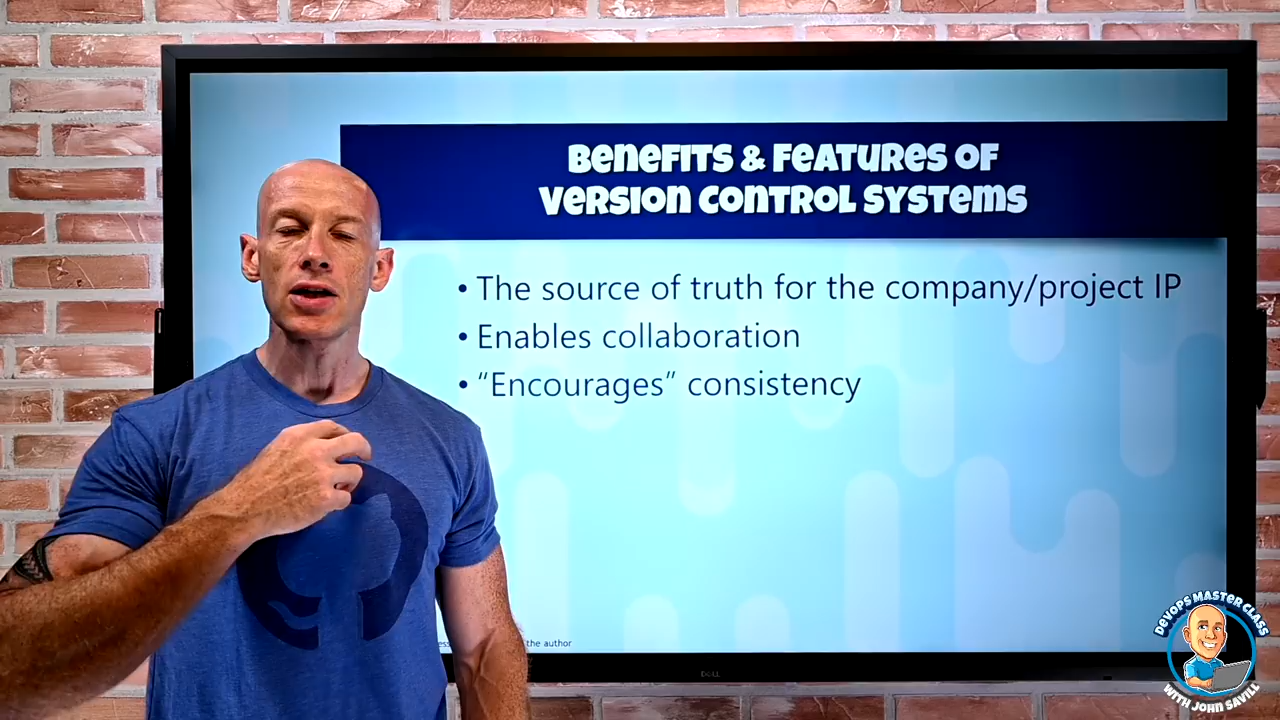 Benefits & Features of
Version Control Systems
• The source of truth for the company/project IP
• Enables collaboration
• “Encourages” consistency
the author
DELL
DEVOPS MASTER CLASS
WITH JOHN SAVILL